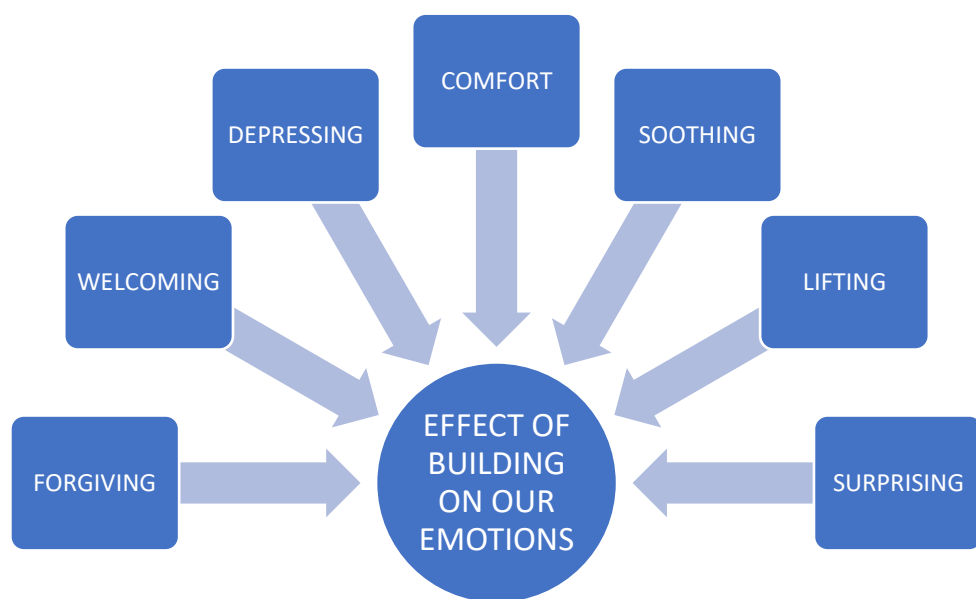 COMFORT
DEPRESSING
SOOTHING
WELCOMING
LIFTING
FORGIVING
EFFECT OF
BUILDING
ON OUR
EMOTIONS
SURPRISING